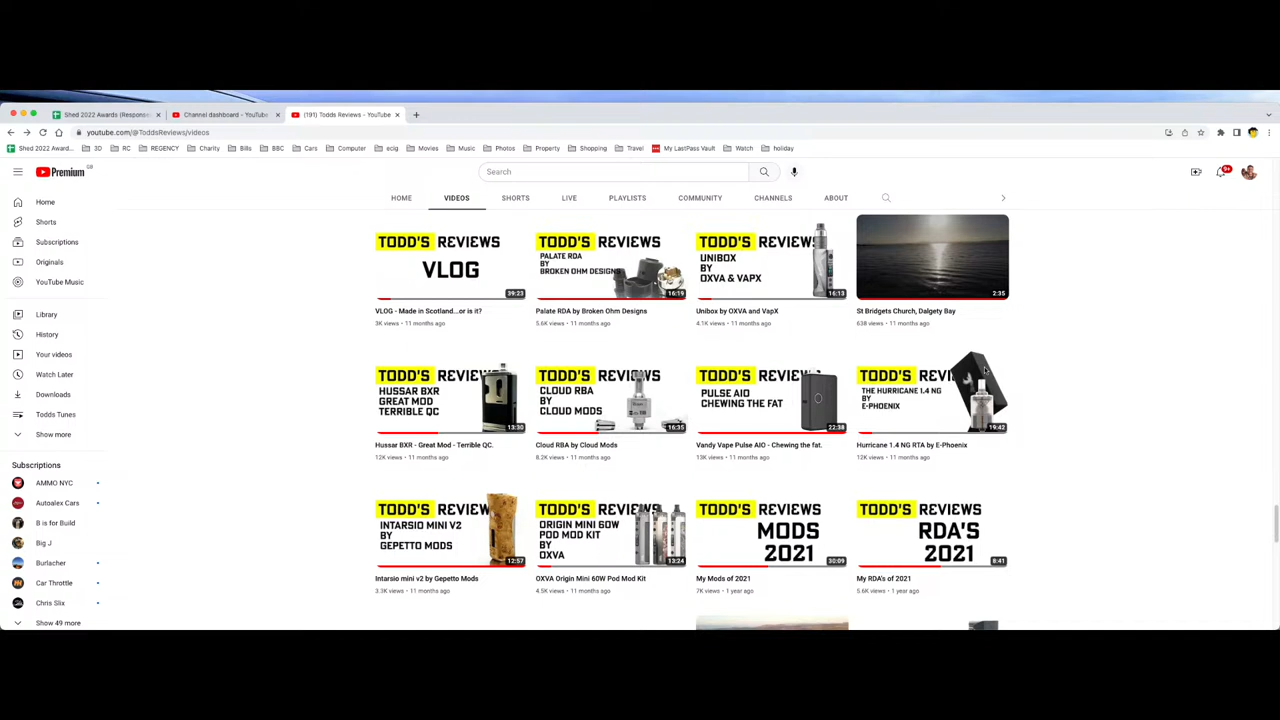 Shed 2022 Awards (Respons
Channel dashboard - YouTube
(191) Todds Reviews - YouTube
youtube.com/@ToddsReviews/videos
Shed 2022 Award... 3D RC REGENCY Charity Bills BBC Cars Computer ecig Movies Music Photos Property Shopping Travel My LastPass Vault Watch holiday
Premium GB
Search
9+
HOME VIDEOS SHORTS LIVE PLAYLISTS COMMUNITY CHANNELS ABOUT
Home
Shorts
Subscriptions
Originals
YouTube Music
Library
History
Your videos
Watch Later
Downloads
Todds Tunes
Show more
Subscriptions
AMMO NYC
Autoalex Cars
B is for Build
Big J
Burlacher
Car Throttle
Chris Slix
Show 49 more
TODD'S REVIEWS
VLOG
39:23
VLOG - Made in Scotland...or is it?
3K views • 11 months ago
TODD'S REVIEWS
PALATE RDA
BY
BROKEN OHM DESIGNS
16:19
Palate RDA by Broken Ohm Designs
5.6K views • 11 months ago
TODD'S REVIEWS
UNIBOX
BY
OXVA & VAPX
16:13
Unibox by OXVA and VapX
4.1K views • 11 months ago
2:35
St Bridgets Church, Dalgety Bay
638 views • 11 months ago
TODD'S REVIEWS
HUSSAR BXR
GREAT MOD
TERRIBLE QC
13:30
Hussar BXR - Great Mod - Terrible QC.
12K views • 11 months ago
TODD'S REVIEWS
CLOUD RBA
BY
CLOUD MODS
16:35
Cloud RBA by Cloud Mods
8.2K views • 11 months ago
TODD'S REVIEWS
PULSE AIO
CHEWING THE FAT
22:38
Vandy Vape Pulse AIO - Chewing the fat.
13K views • 11 months ago
TODD'S REVI
THE HURRICANE 1.4 NG
BY
E-PHOENIX
19:42
Hurricane 1.4 NG RTA by E-Phoenix
12K views • 11 months ago
TODD'S REVIEW
INTARSIO MINI V2
BY
GEPETTO MODS
12:57
Intarsio mini v2 by Gepetto Mods
3.3K views • 11 months ago
TODD'S REVIEWS
ORIGIN MINI 60W
POD MOD KIT
BY
OXVA
13:24
OXVA Origin Mini 60W Pod Mod Kit
4.5K views • 11 months ago
TODD'S REVIEWS
MODS
2021
30:09
My Mods of 2021
7K views • 1 year ago
TODD'S REVIEWS
RDA'S
2021
8:41
My RDA's of 2021
5.6K views • 1 year ago